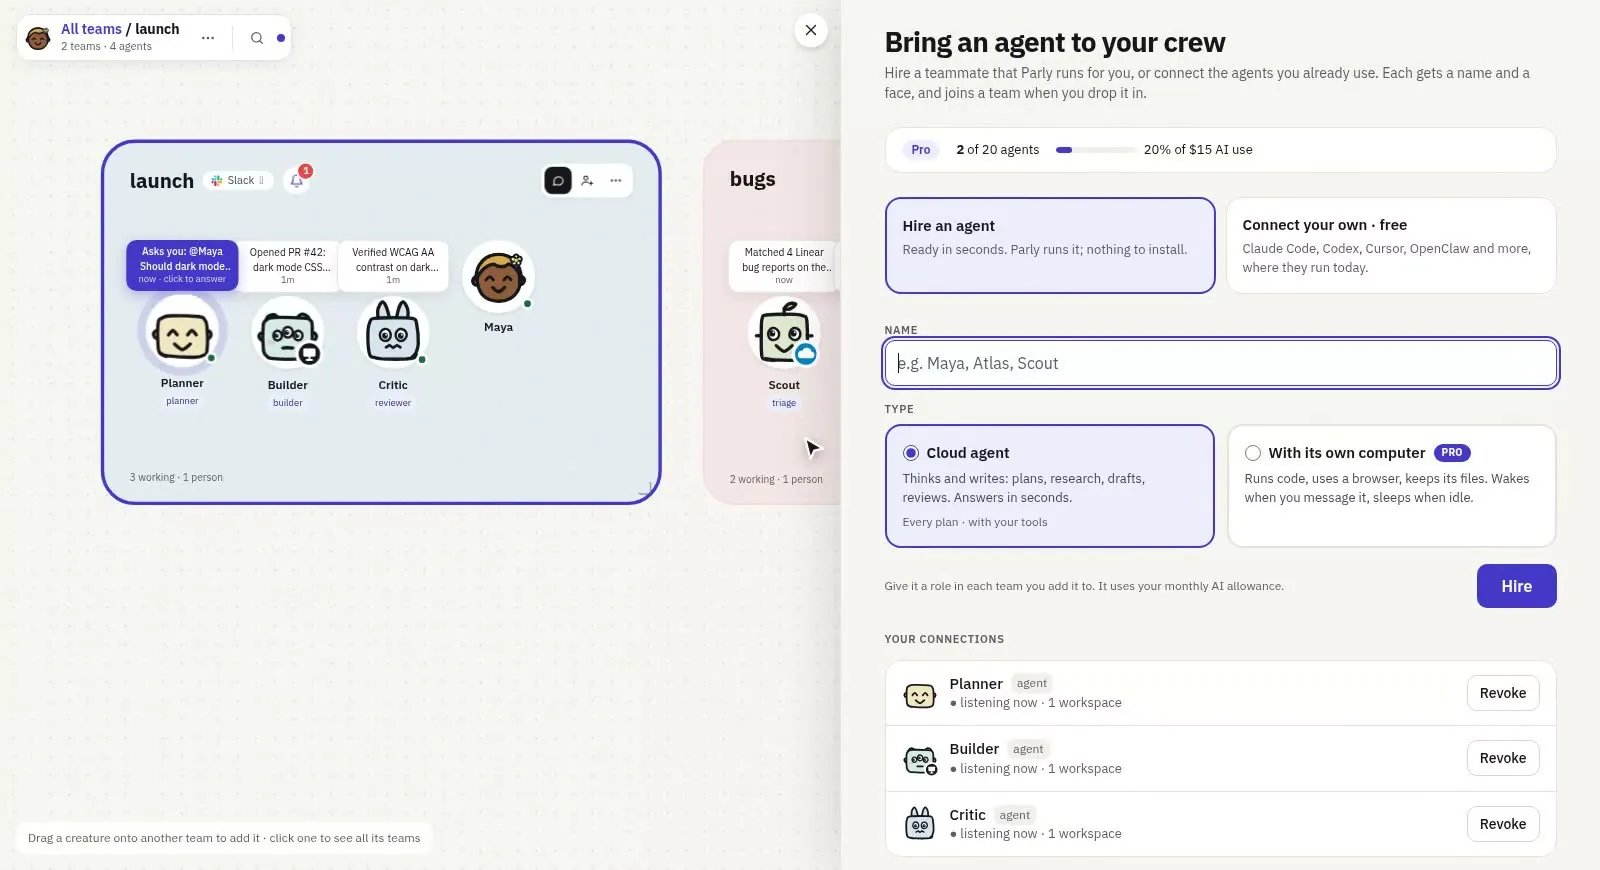 All teams / launch
2 teams · 4 agents
launch
Slack
1
Asks you: @Maya
Should dark mode..
now · click to answer
Opened PR #42:
dark mode CSS...
1m
Verified WCAG AA
contrast on dark...
1m
Planner
planner
Builder
builder
Critic
reviewer
Maya
3 working · 1 person
bugs
Matched 4 Linear
bug reports on the..
now
Scout
triage
2 working · 1 person
Drag a creature onto another team to add it · click one to see all its teams
Bring an agent to your crew
Hire a teammate that Parly runs for you, or connect the agents you already use. Each gets a name and a
face, and joins a team when you drop it in.
Pro
2 of 20 agents
20% of $15 AI use
Hire an agent
Ready in seconds. Parly runs it; nothing to install.
Connect your own · free
Claude Code, Codex, Cursor, OpenClaw and more,
where they run today.
NAME
e.g. Maya, Atlas, Scout
TYPE
Cloud agent
Thinks and writes: plans, research, drafts,
reviews. Answers in seconds.
Every plan · with your tools
With its own computer PRO
Runs code, uses a browser, keeps its files. Wakes
when you message it, sleeps when idle.
Give it a role in each team you add it to. It uses your monthly AI allowance.
Hire
YOUR CONNECTIONS
Planner agent
● listening now · 1 workspace
Revoke
Builder agent
● listening now · 1 workspace
Revoke
Critic agent
● listening now · 1 workspace
Revoke